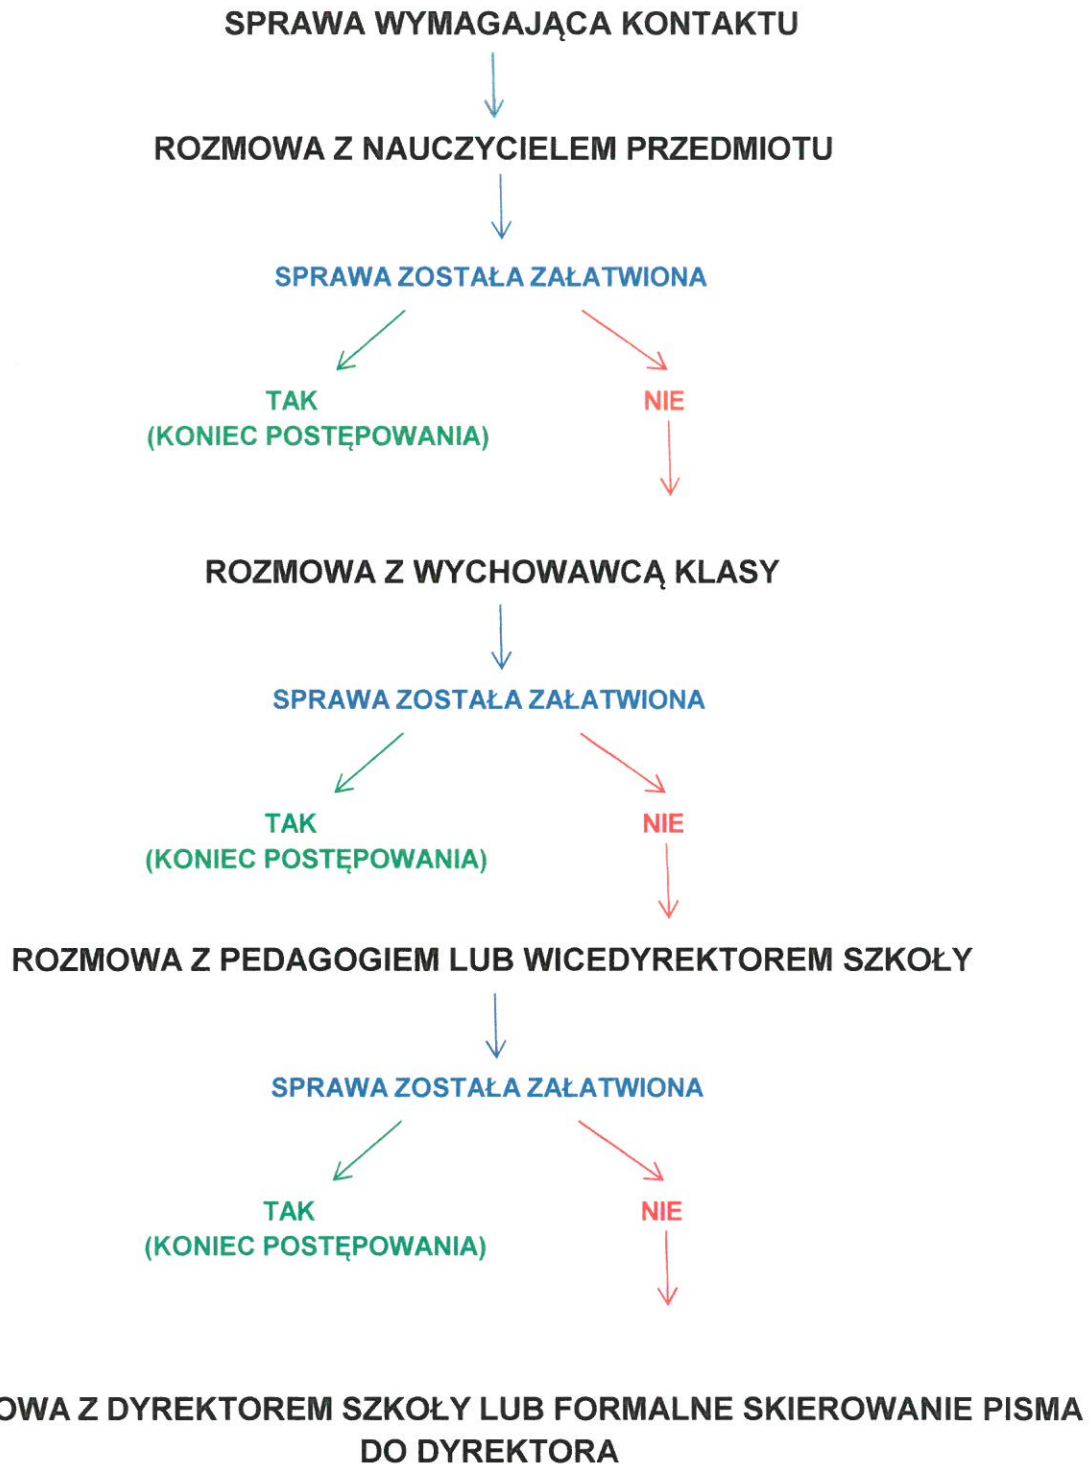 SPRAWA WYMAGAJĄCA KONTAKTU
ROZMOWA Z NAUCZYCIELEM PRZEDMIOTU
SPRAWA ZOSTAŁA ZAŁATWIONA
TAK NIE
(KONIEC POSTĘPOWANIA)
ROZMOWA Z WYCHOWAWCĄ KLASY
SPRAWA ZOSTAŁA ZAŁATWIONA
TAK NIE
(KONIEC POSTĘPOWANIA)
ROZMOWA Z PEDAGOGIEM LUB WICEDYREKTOREM SZKOŁY
SPRAWA ZOSTAŁA ZAŁATWIONA
TAK NIE
(KONIEC POSTĘPOWANIA)
OWA Z DYREKTOREM SZKOŁY LUB FORMALNE SKIEROWANIE PISMA
DO DYREKTORA